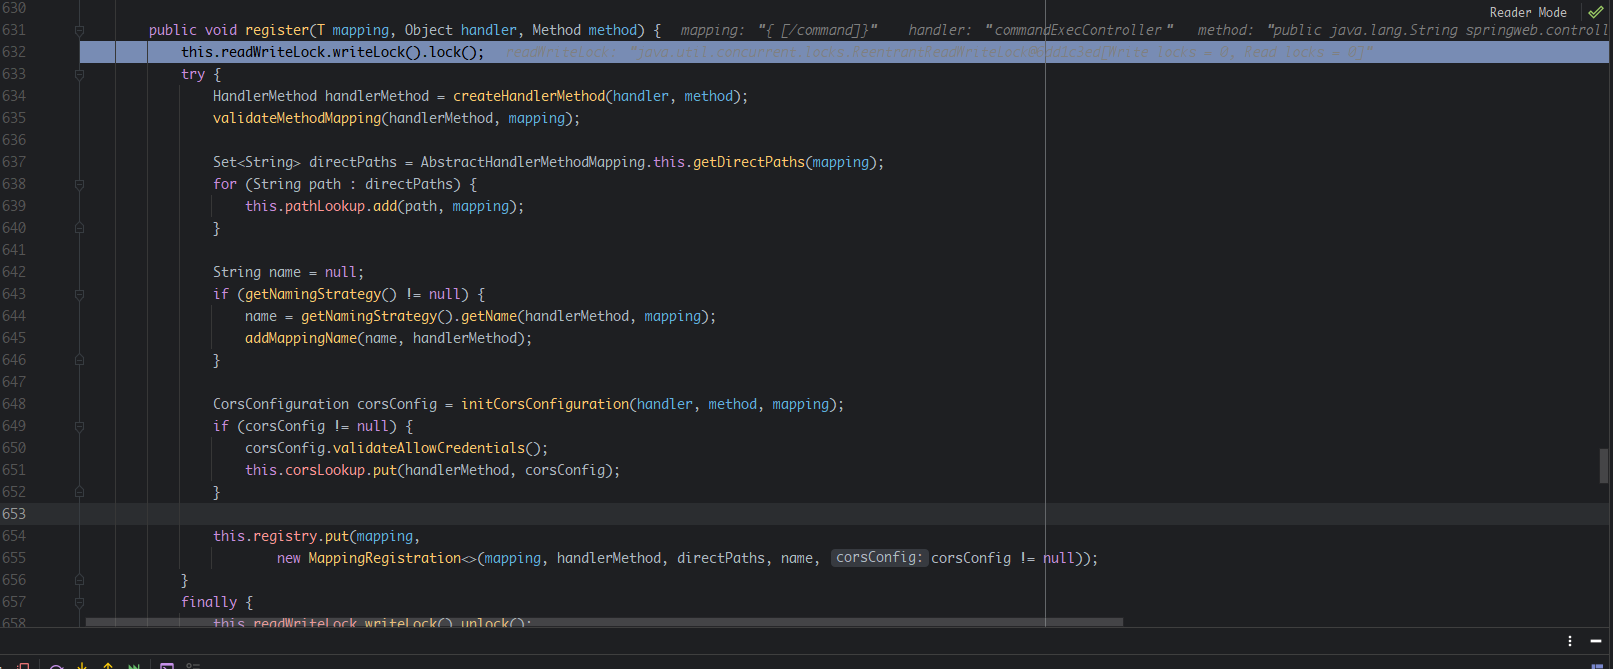 630
Reader Mode
631 public void register(T mapping, Object handler, Method method) { mapping: "{ [/command]}" handler: "commandExecController" method: "public java.lang.String springweb.controll
632 this.readWriteLock.writeLock().lock(); readWriteLock: "java.util.concurrent.locks.ReentrantReadWriteLock [Write locks = 0, Read locks = 0]"
633 try {
634 HandlerMethod handlerMethod = createHandlerMethod(handler, method);
635 validateMethodMapping(handlerMethod, mapping);
636
637 Set<String> directPaths = AbstractHandlerMethodMapping.this.getDirectPaths(mapping);
638 for (String path : directPaths) {
639 this.pathLookup.add(path, mapping);
640 }
641
642 String name = null;
643 if (getNamingStrategy() != null) {
644 name = getNamingStrategy().getName(handlerMethod, mapping);
645 addMappingName(name, handlerMethod);
646 }
647
648 CorsConfiguration corsConfig = initCorsConfiguration(handler, method, mapping);
649 if (corsConfig != null) {
650 corsConfig.validateAllowCredentials();
651 this.corsLookup.put(handlerMethod, corsConfig);
652 }
653
654 this.registry.put(mapping,
655 new MappingRegistration<>(mapping, handlerMethod, directPaths, name, corsConfig: corsConfig != null));
656 }
657 finally {
658 this.readWriteLock.writeLock().unlock();